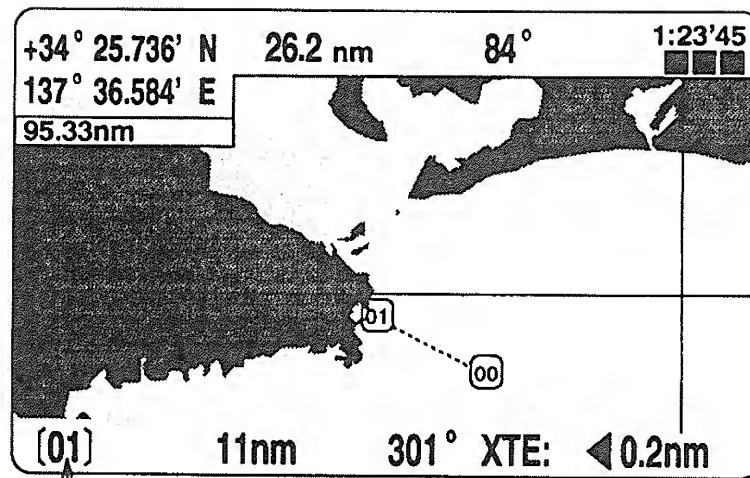 +34° 25.736' N 26.2 nm 84° 1:23'45
137° 36.584' E
95.33nm
01
00
[01] 11nm 301° XTE: ◀0.2nm